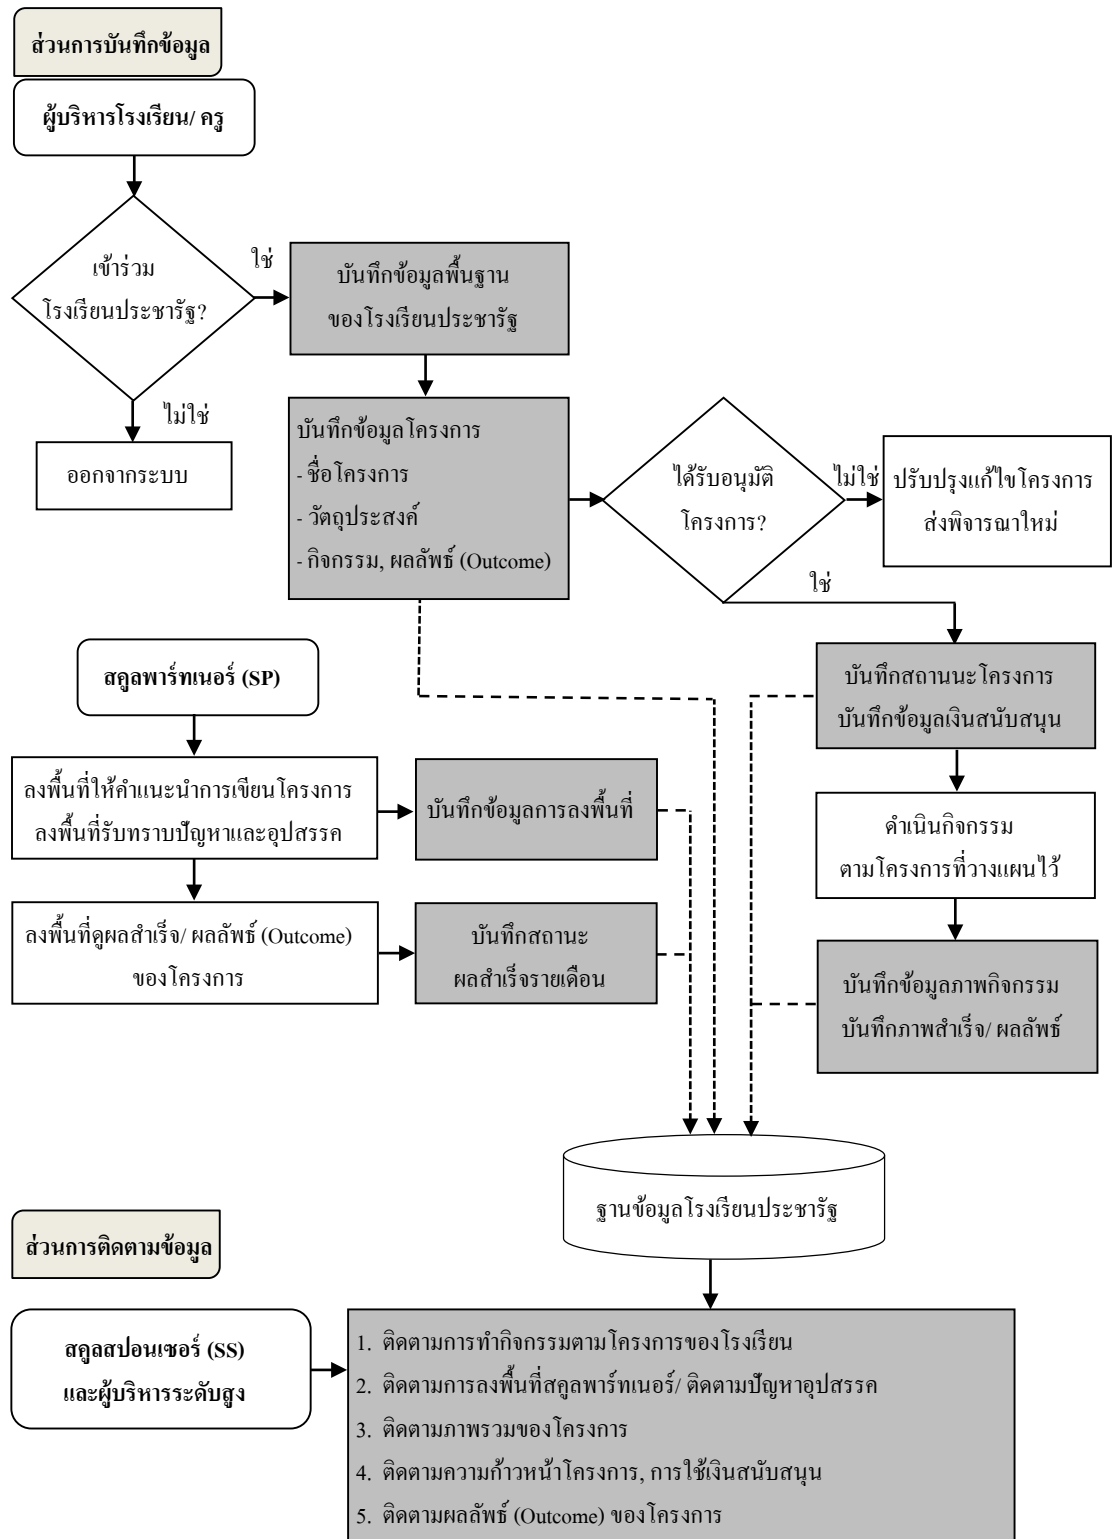 ส่วนการบันทึกข้อมูล
ผู้บริหารโรงเรียน/ ครู
เข้าร่วม
โรงเรียนประชารัฐ?
ใช่
บันทึกข้อมูลพื้นฐาน
ของโรงเรียนประชารัฐ
ไม่ใช่
ออกจากระบบ
บันทึกข้อมูลโครงการ
- ชื่อโครงการ
- วัตถุประสงค์
- กิจกรรม, ผลลัพธ์ (Outcome)
ได้รับอนุมัติ
โครงการ?
ไม่ใช่
ปรับปรุงแก้ไขโครงการ
ส่งพิจารณาใหม่
ใช่
สคูลพาร์ทเนอร์ (SP)
บันทึกสถานนะโครงการ
บันทึกข้อมูลเงินสนับสนุน
ลงพื้นที่ให้คำแนะนำการเขียนโครงการ
ลงพื้นที่รับทราบปัญหาและอุปสรรค
บันทึกข้อมูลการลงพื้นที่
ดำเนินกิจกรรม
ตามโครงการที่วางแผนไว้
ลงพื้นที่ดูผลสำเร็จ/ ผลลัพธ์ (Outcome)
ของโครงการ
บันทึกสถานะ
ผลสำเร็จรายเดือน
บันทึกข้อมูลภาพกิจกรรม
บันทึกภาพสำเร็จ/ ผลลัพธ์
ฐานข้อมูลโรงเรียนประชารัฐ
ส่วนการติดตามข้อมูล
สคูลสปอนเซอร์ (SS)
และผู้บริหารระดับสูง
1. ติดตามการทำกิจกรรมตามโครงการของโรงเรียน
2. ติดตามการลงพื้นที่สคูลพาร์ทเนอร์/ ติดตามปัญหาอุปสรรค
3. ติดตามภาพรวมของโครงการ
4. ติดตามความก้าวหน้าโครงการ, การใช้เงินสนับสนุน
5. ติดตามผลลัพธ์ (Outcome) ของโครงการ